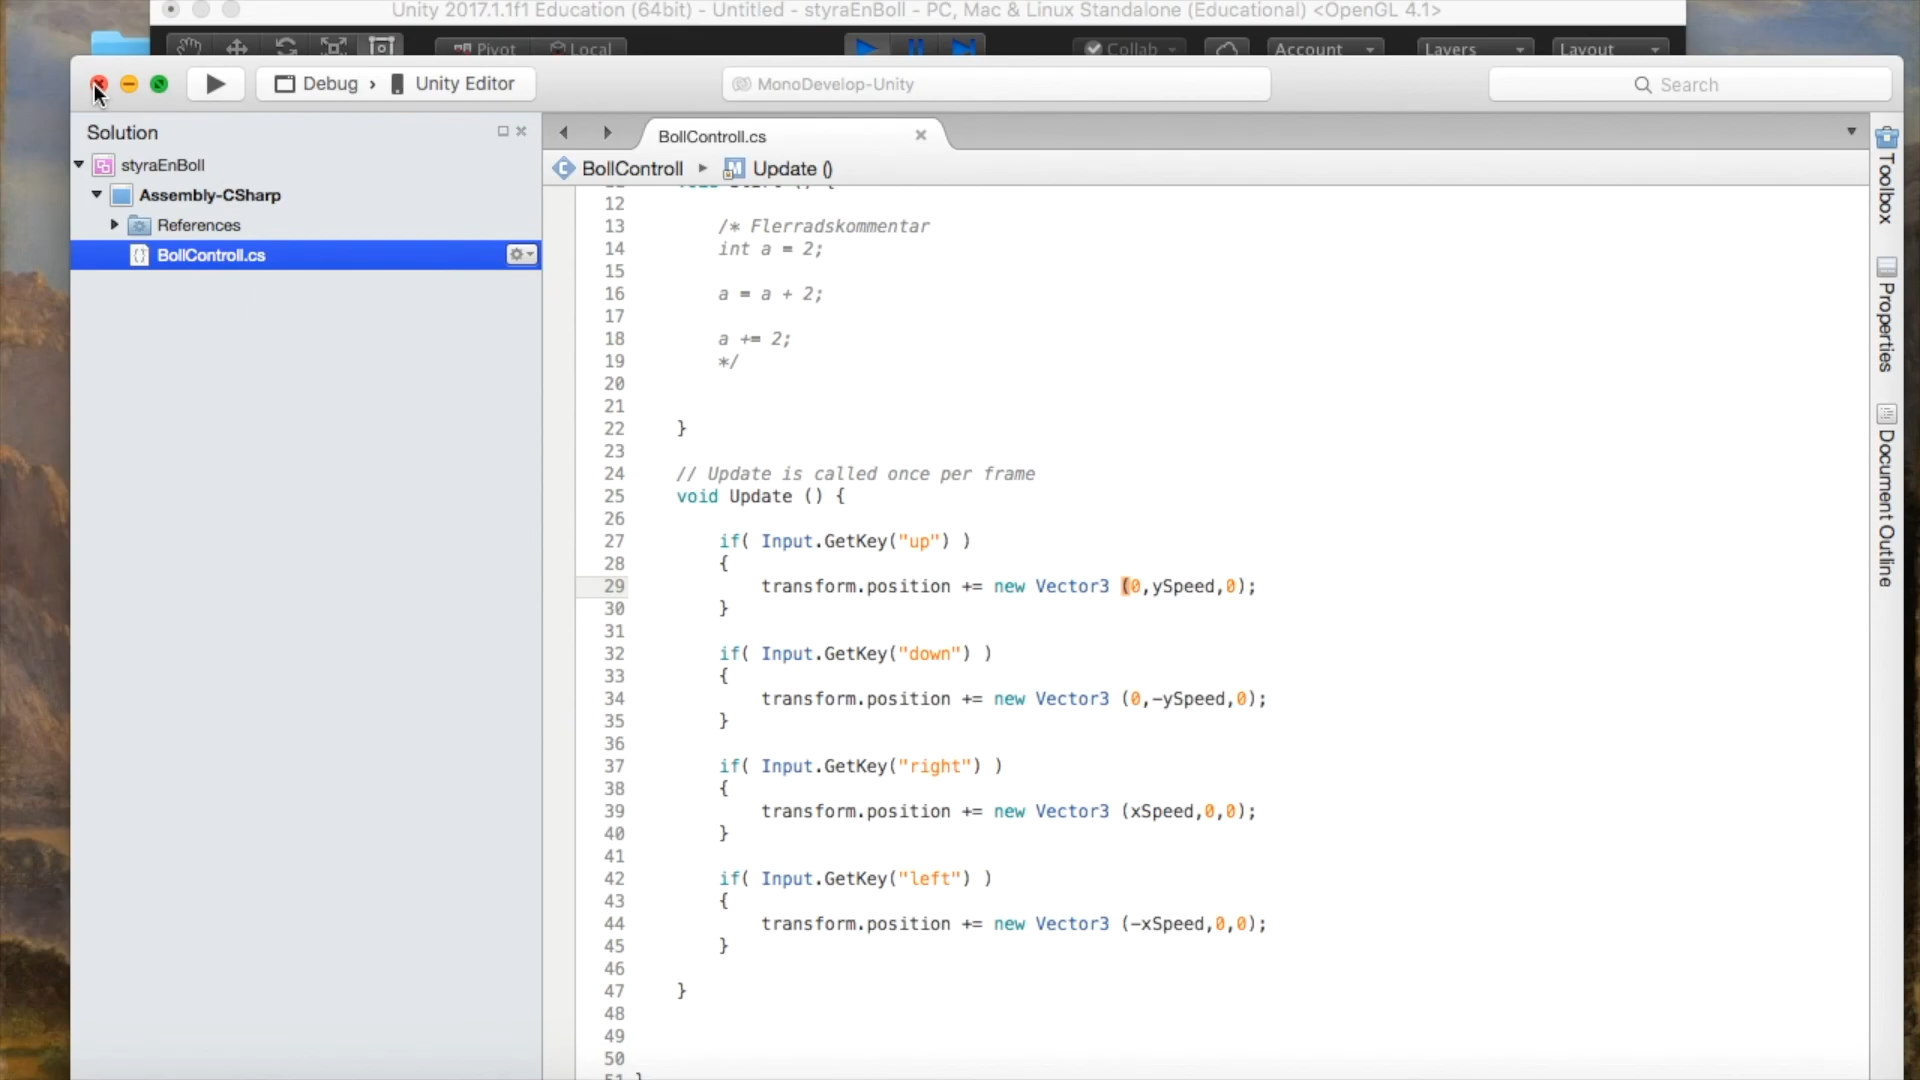 Unity 2017.1.1f1 Education (64bit) - Untitled - styraEnBoll - PC, Mac & Linux Standalone (Educational) <OpenGL 4.1>
Pivot Local Collab Account Layers Layout
Debug › Unity Editor MonoDevelop-Unity Search
Solution
styraEnBoll
Assembly-CSharp
References
BollControll.cs
BollControll.cs
BollControll ▸ Update ()
12
13 /* Flerradskommentar
14 int a = 2;
15
16 a = a + 2;
17
18 a += 2;
19 */
20
21
22 }
23
24 // Update is called once per frame
25 void Update () {
26
27 if( Input.GetKey("up") )
28 {
29 transform.position += new Vector3 (0,ySpeed,0);
30 }
31
32 if( Input.GetKey("down") )
33 {
34 transform.position += new Vector3 (0,-ySpeed,0);
35 }
36
37 if( Input.GetKey("right") )
38 {
39 transform.position += new Vector3 (xSpeed,0,0);
40 }
41
42 if( Input.GetKey("left") )
43 {
44 transform.position += new Vector3 (-xSpeed,0,0);
45 }
46
47 }
48
49
50
Toolbox
Properties
Document Outline